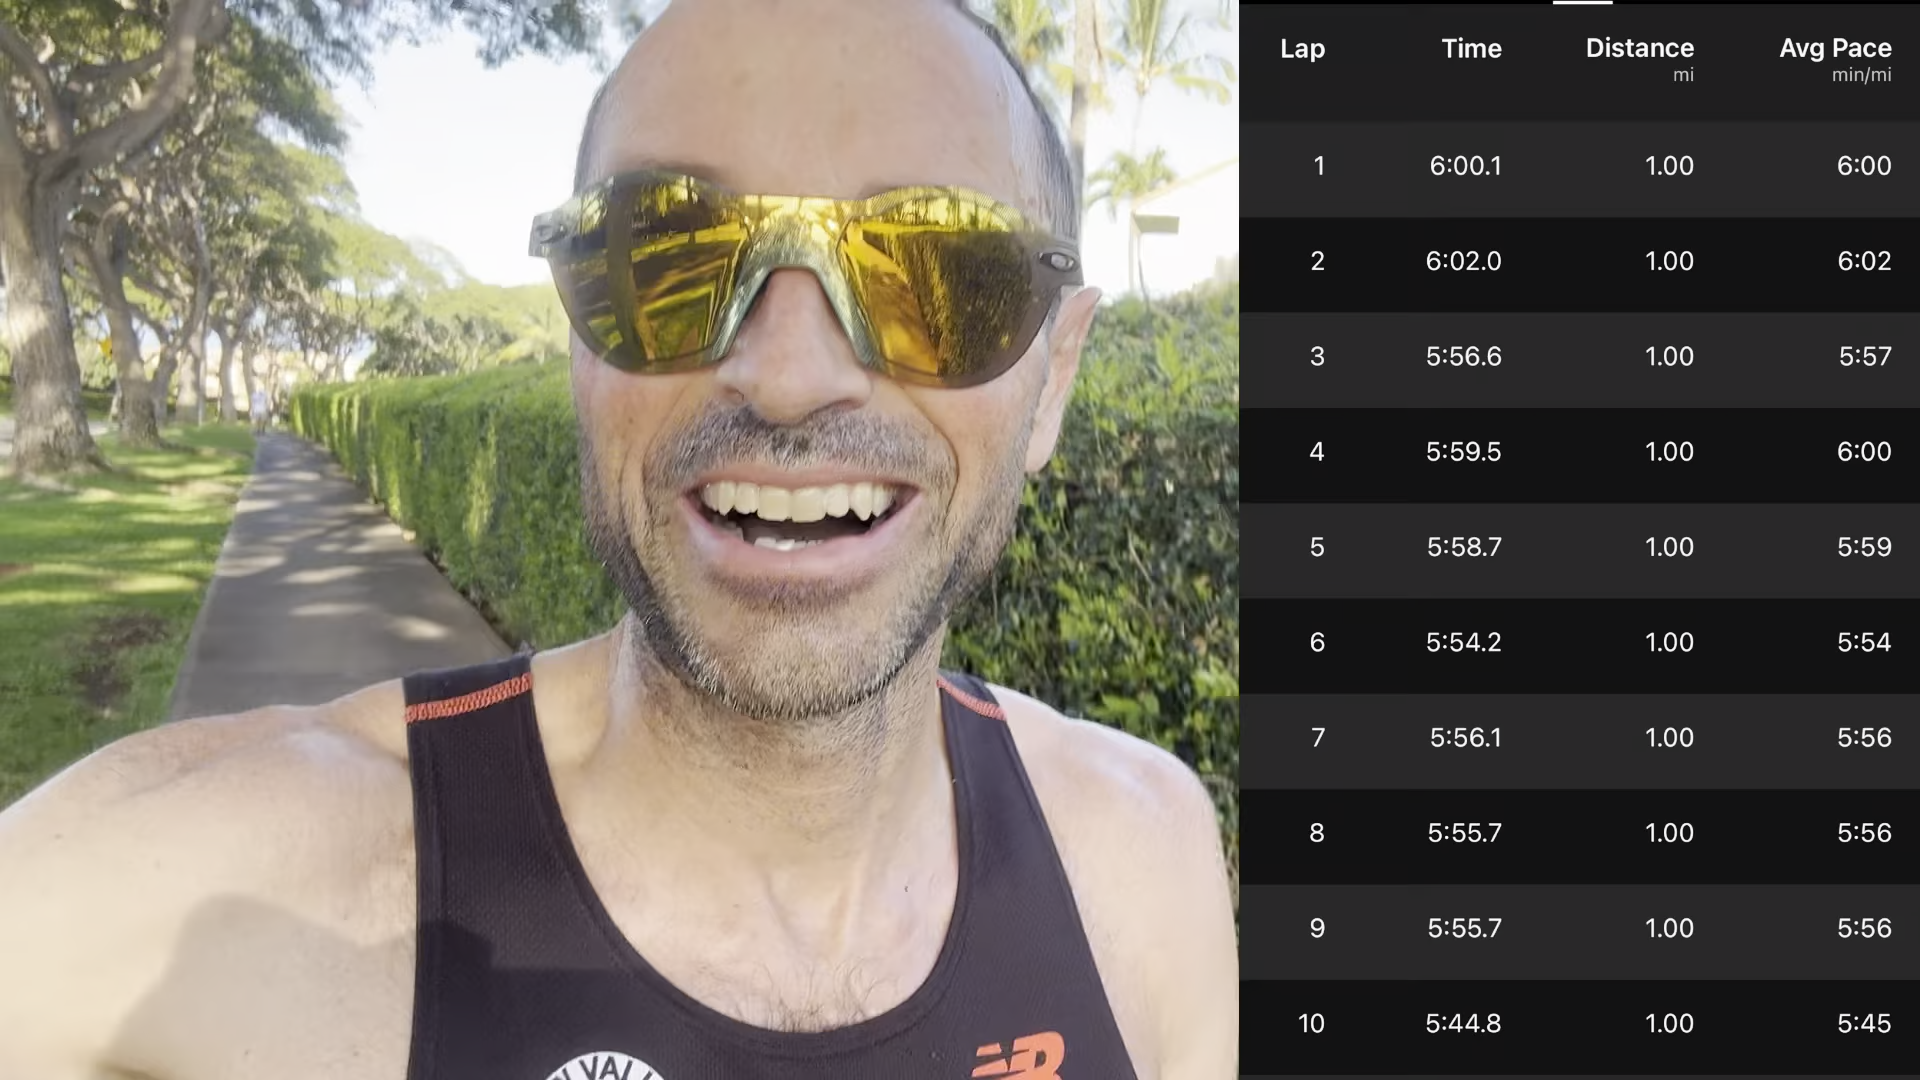 Lap Time Distance Avg Pace
mi min/mi
1 6:00.1 1.00 6:00
2 6:02.0 1.00 6:02
3 5:56.6 1.00 5:57
4 5:59.5 1.00 6:00
5 5:58.7 1.00 5:59
6 5:54.2 1.00 5:54
7 5:56.1 1.00 5:56
8 5:55.7 1.00 5:56
9 5:55.7 1.00 5:56
10 5:44.8 1.00 5:45
NB